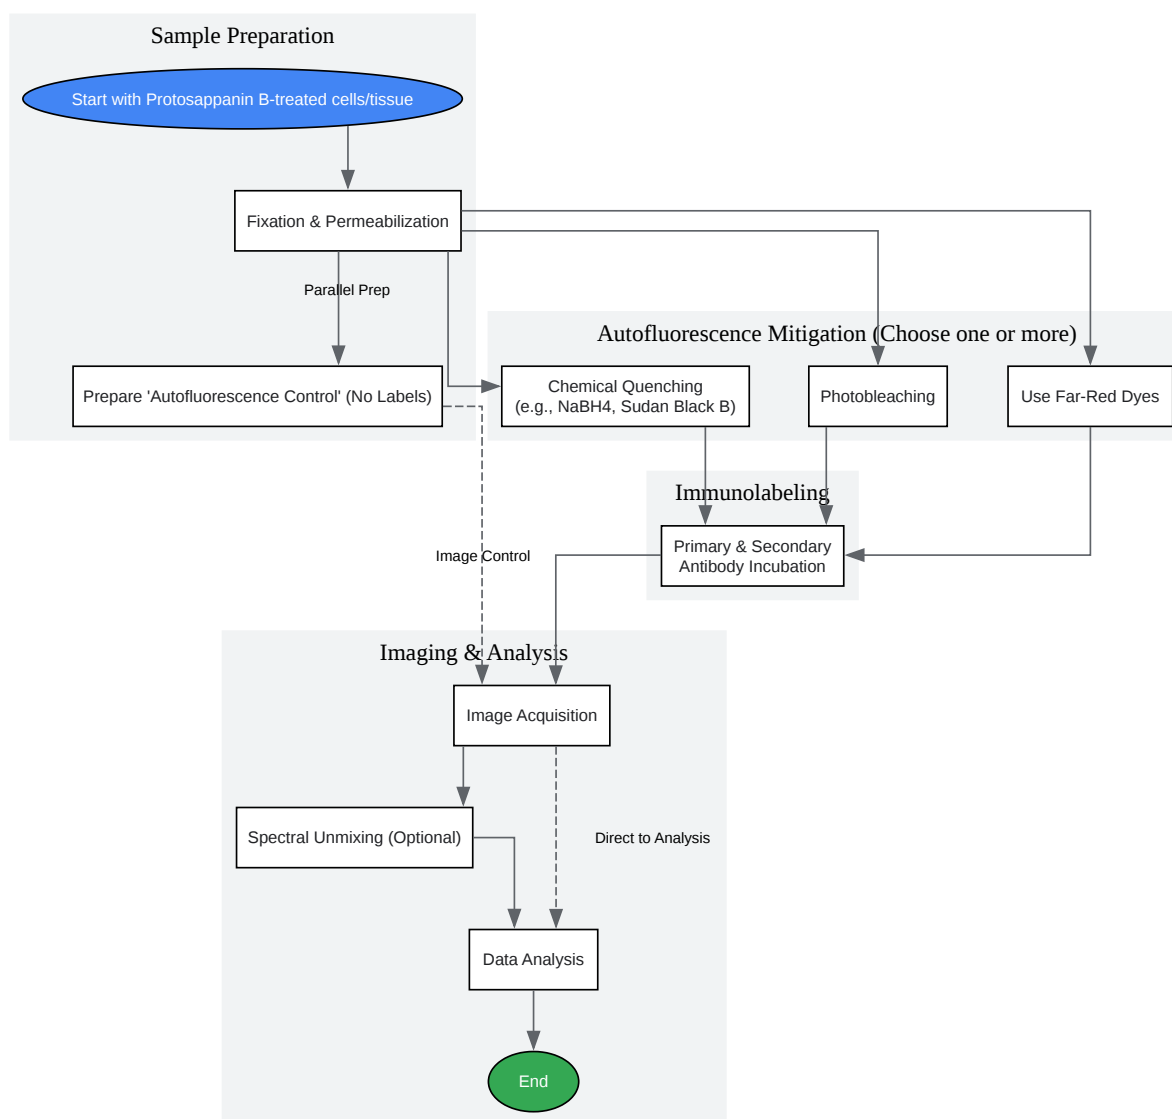 Sample Preparation
Start with Protosappanin B-treated cells/tissue
Fixation & Permeabilization
Parallel Prep
Prepare 'Autofluorescence Control' (No Labels)
Autofluorescence Mitigation (Choose one or more)
Chemical Quenching
(e.g., NaBH4, Sudan Black B)
Photobleaching
Use Far-Red Dyes
Immunolabeling
Primary & Secondary
Antibody Incubation
Image Control
Imaging & Analysis
Image Acquisition
Spectral Unmixing (Optional)
Direct to Analysis
Data Analysis
End